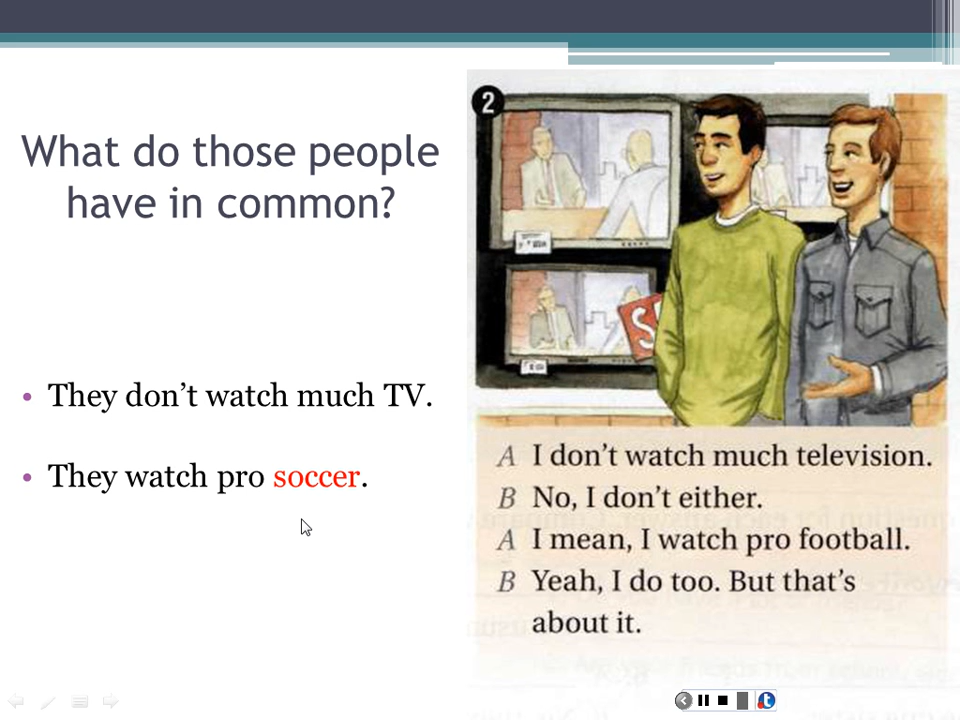 What do those people
have in common?
• They don't watch much TV.
• They watch pro soccer.
2
A I don't watch much television.
B No, I don't either.
A I mean, I watch pro football.
B Yeah, I do too. But that's
about it.